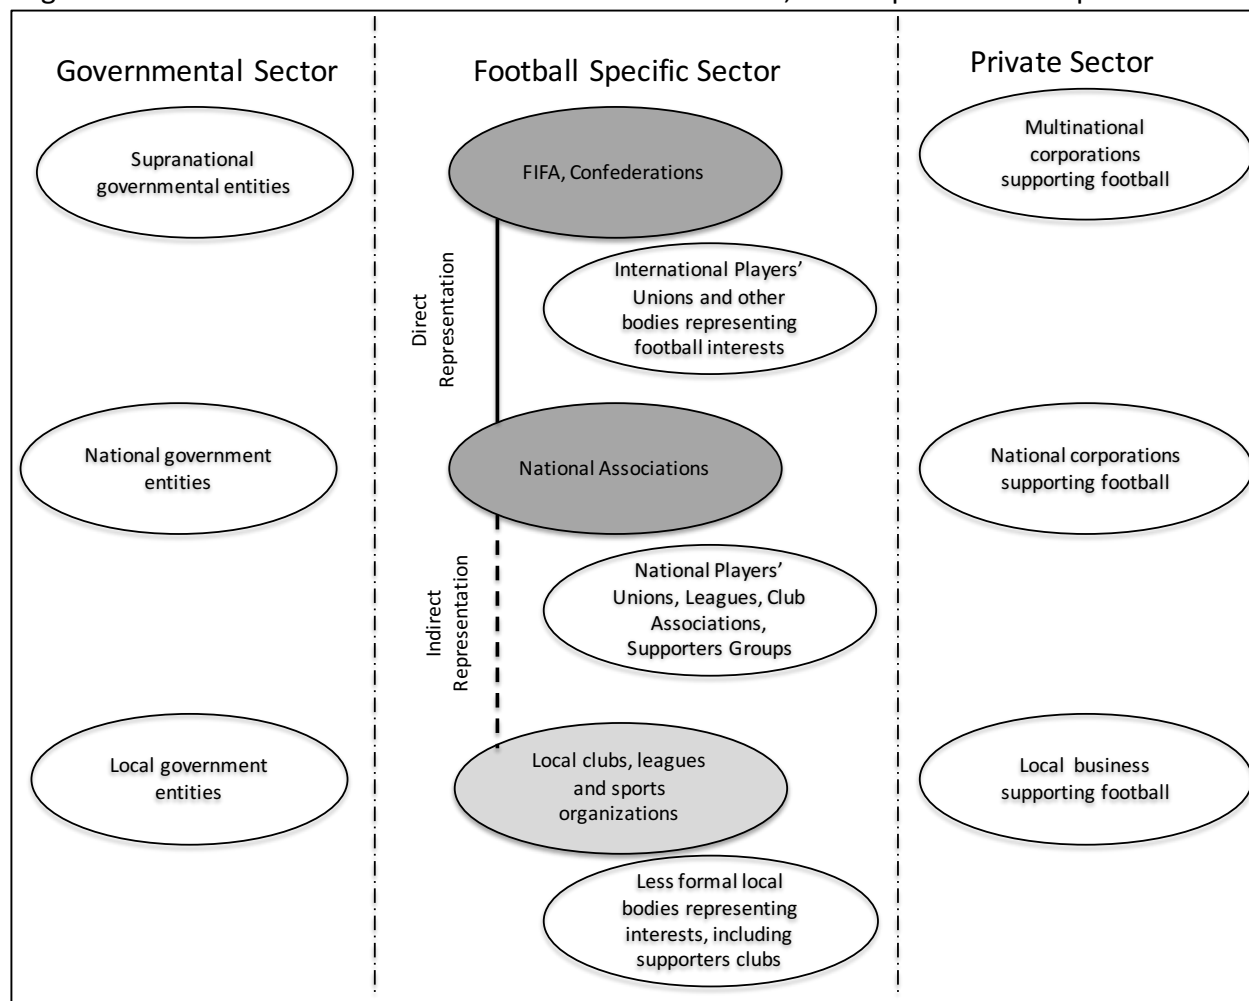 Governmental Sector
Football Specific Sector
Private Sector
Supranational
governmental entities
FIFA, Confederations
Multinational
corporations
supporting football
Direct
Representation
International Players’
Unions and other
bodies representing
football interests
National government
entities
National Associations
National corporations
supporting football
Indirect
Representation
National Players’
Unions, Leagues, Club
Associations,
Supporters Groups
Local government
entities
Local clubs, leagues
and sports
organizations
Local business
supporting football
Less formal local
bodies representing
interests, including
supporters clubs